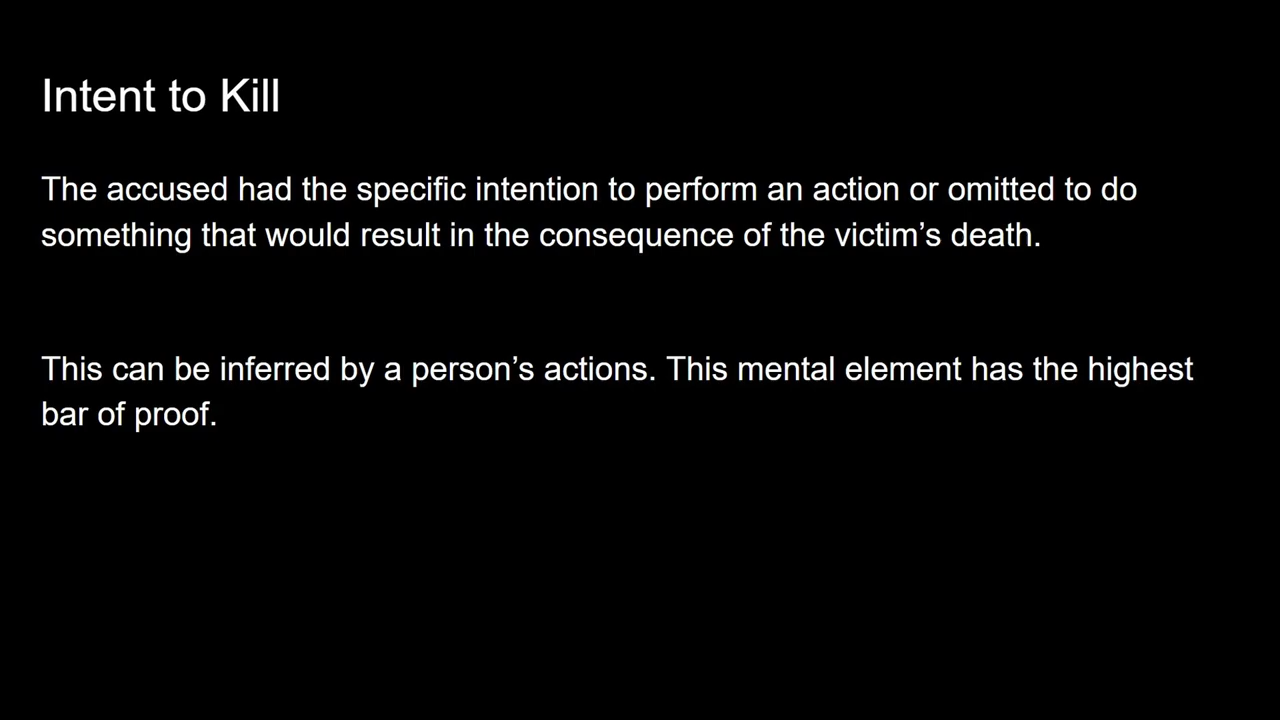 Intent to Kill
The accused had the specific intention to perform an action or omitted to do
something that would result in the consequence of the victim’s death.
This can be inferred by a person’s actions. This mental element has the highest
bar of proof.